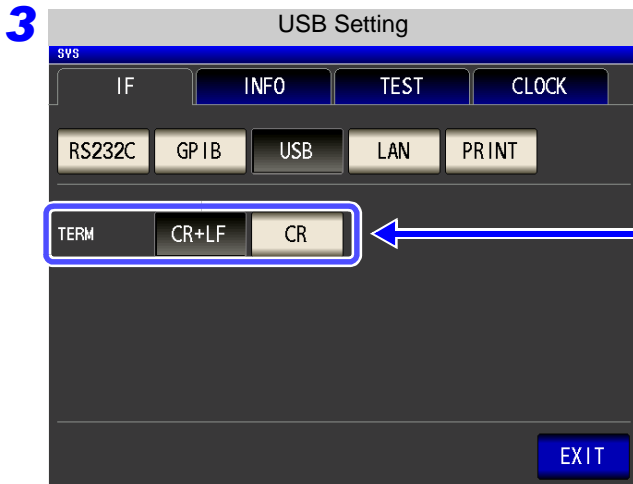 3
USB Setting
SYS
IF INFO TEST CLOCK
RS232C GPIB USB LAN PRINT
TERM CR+LF CR
EXIT